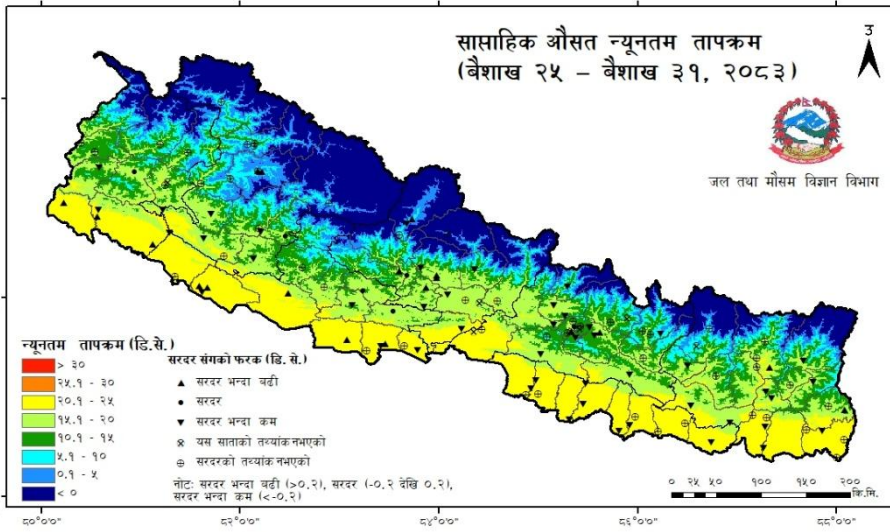 साप्ताहिक औसत न्यूनतम तापक्रम
(बैशाख २५ – बैशाख ३१, २०८३)
उ
जल तथा मौसम विज्ञान विभाग
न्यूनतम तापक्रम (डि.से.)
> ३०
२५.१ - ३०
२०.१ - २५
१५.१ - २०
१०.१ - १५
५.१ - १०
०.१ - ५
< ०
सरदर संगको फरक (डि. से.)
सरदर भन्दा बढी
सरदर
सरदर भन्दा कम
यस साताको तथ्यांक नभएको
सरदरको तथ्यांक नभएको
नोट: सरदर भन्दा बढी (>०.२), सरदर (-०.२ देखि ०.२),
सरदर भन्दा कम (<-०.२)
० २५ ५० १०० १५० २००
कि.मि.
८०°०'०" ८२°०'०" ८४°०'०" ८६°०'०" ८८°०'०"